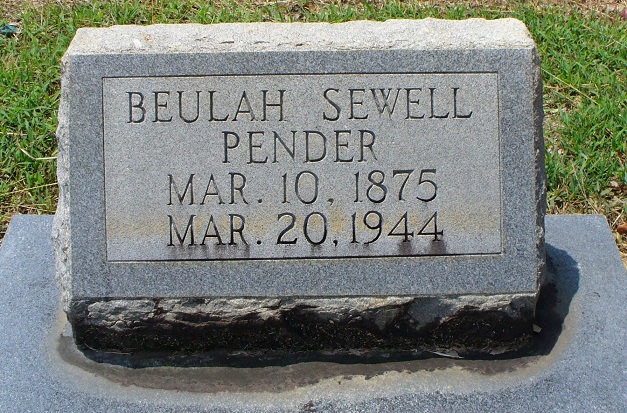 BEULAH SEWELL
PENDER
MAR. 10, 1875
MAR. 20, 1944